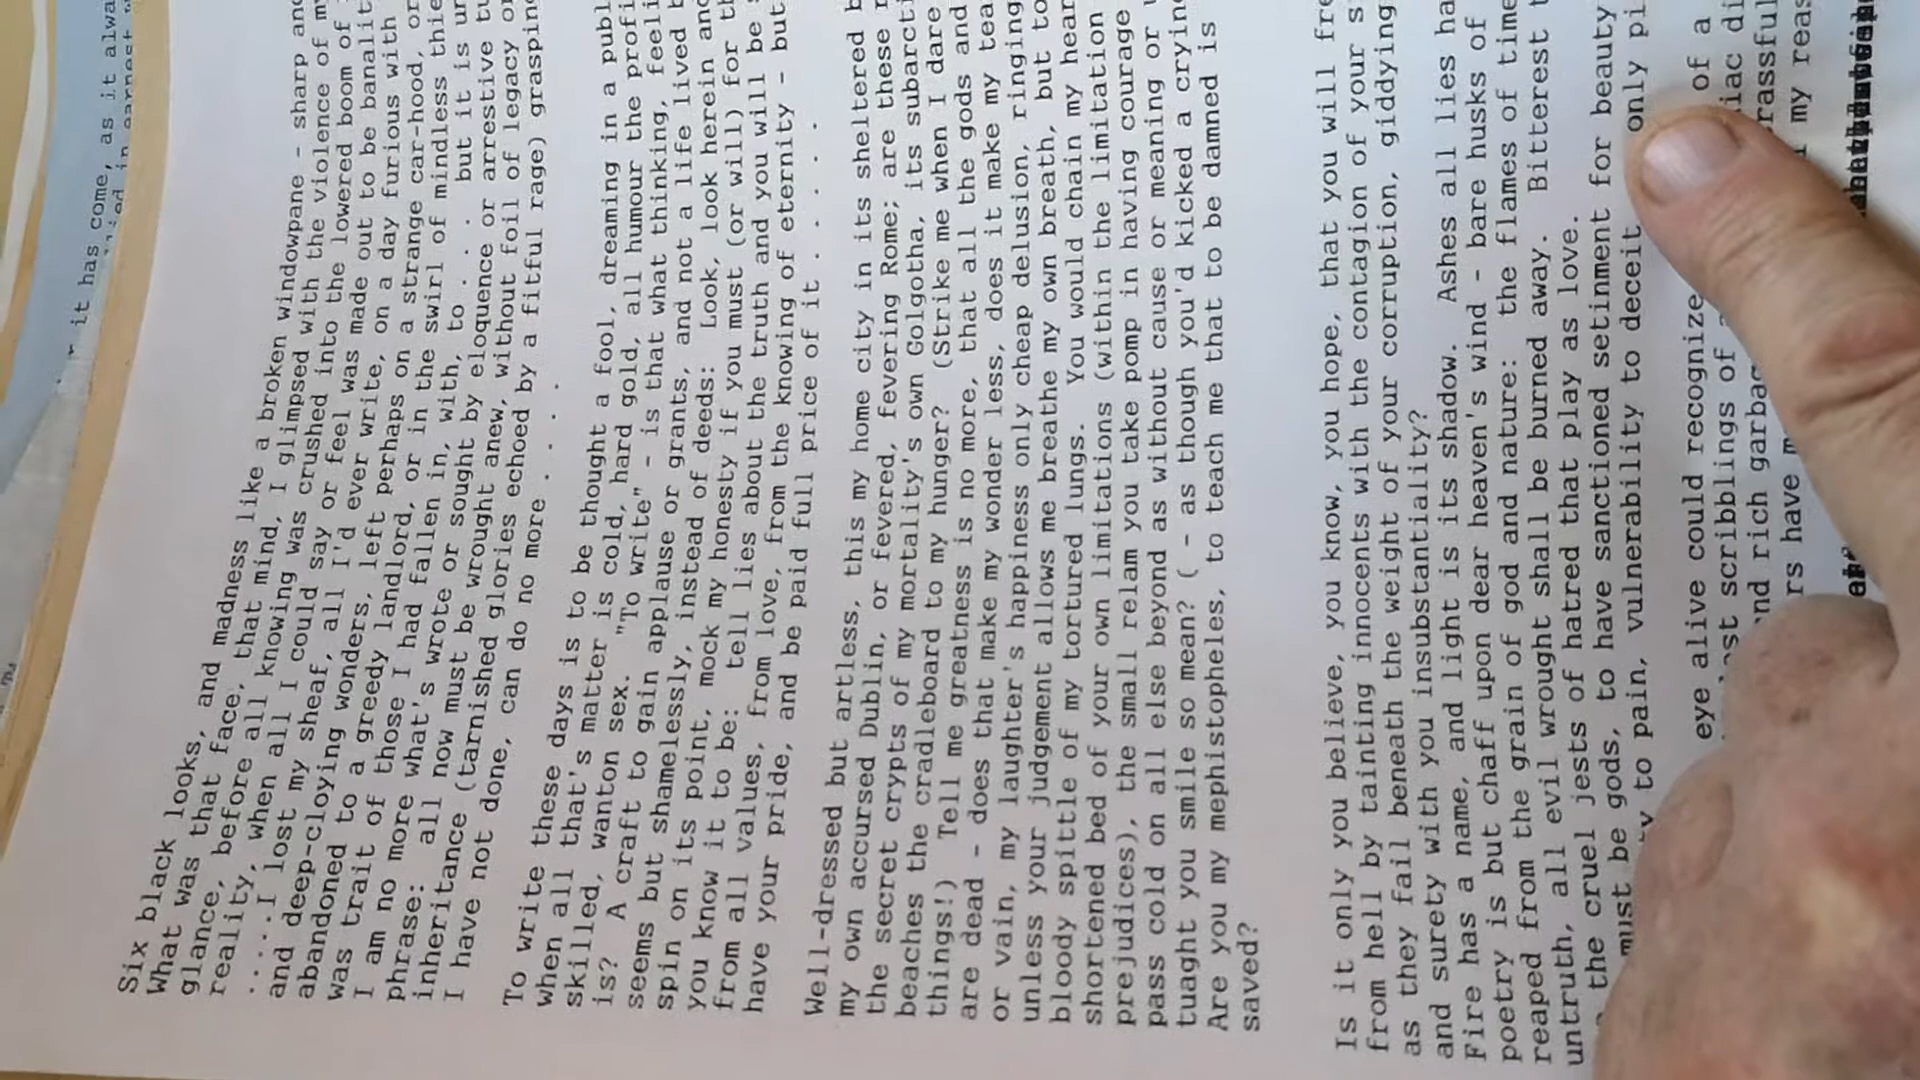 it has come, as it alwa
in earnest
Six black looks, and madness like a broken windowpane - sharp and
What was that face, that mind, I glimpsed with the violence of my
glance, before all knowing was crushed into the lowered boom of
reality, when all I could say or feel was made out to be banalit
.....I lost my sheaf, all I'd ever write, on a day furious with
and deep-cloying wonders, left perhaps on a strange car-hood, or
abandoned to a greedy landlord, or in the swirl of mindless thie
was trait of those I had fallen in, with, to . . . but it is un
I am no more what's wrote or sought by eloquence or arrestive tu
phrase: all now must be wrought anew, without foil of legacy or
inheritance (tarnished glories echoed by a fitful rage) grasping
I have not done, can do no more . . . .
To write these days is to be thought a fool, dreaming in a publ
when all that's matter is cold, hard gold, all humour the profi
skilled, wanton sex. "To write" - is that what thinking, feeli
is? A craft to gain applause or grants, and not a life lived b
seems but shamelessly, instead of deeds: Look, look herein and
spin on its point, mock my honesty if you must (or will) for th
you know it to be: tell lies about the truth and you will be
from all values, from love, from the knowing of eternity - but
have your pride, and be paid full price of it . . . . .
Well-dressed but artless, this my home city in its sheltered b
my own accursed Dublin, or fevered, fevering Rome; are these
the secret crypts of my mortality's own Golgotha, its subarcti
beaches the cradleboard to my hunger? (Strike me when I dare
things!) Tell me greatness is no more, that all the gods and
are dead - does that make my wonder less, does it make my tea
or vain, my laughter's happiness only cheap delusion, ringing
unless your judgement allows me breathe my own breath, but to
bloody spittle of my tortured lungs. You would chain my hear
shortened bed of your own limitations (within the limitation
prejudices), the small relam you take pomp in having courage
pass cold on all else beyond as without cause or meaning or
tuaght you smile so mean? ( - as though you'd kicked a cryin
Are you my mephistopheles, to teach me that to be damned is
saved?
Is it only you believe, you know, you hope, that you will fre
from hell by tainting innocents with the contagion of your s
as they fail beneath the weight of your corruption, giddying
and surety with you insubstantiality?
Fire has a name, and light is its shadow. Ashes all lies ha
poetry is but chaff upon dear heaven's wind - bare husks of
reaped from the grain of god and nature: the flames of time
untruth, all evil wrought shall be burned away. Bitterest t
the cruel jests of hatred that play as love.
must be gods, to have sanctioned setinment for beauty
to pain, vulnerability to deceit only pi
eye alive could recognize of a
scribblings of
and rich garbag
have my reas